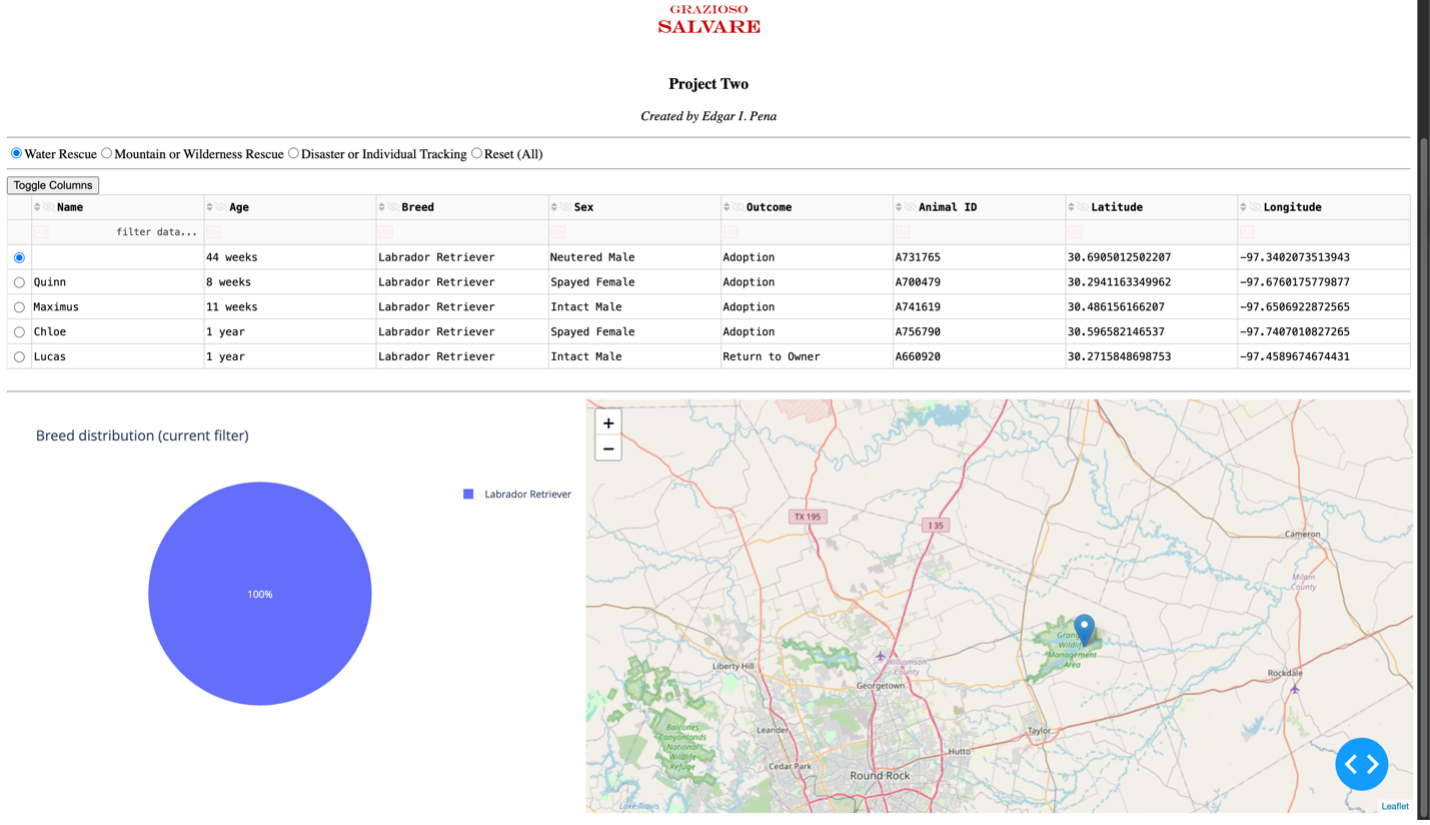 GRAZIOSO
SALVARE
Project Two
Created by Edgar I. Pena
Water Rescue Mountain or Wilderness Rescue Disaster or Individual Tracking Reset (All)
Toggle Columns
Name Age Breed Sex Outcome Animal ID Latitude Longitude
filter data...
44 weeks Labrador Retriever Neutered Male Adoption A731765 30.6905012502207 -97.3402073513943
Quinn 8 weeks Labrador Retriever Spayed Female Adoption A700479 30.2941163349962 -97.6760175779877
Maximus 11 weeks Labrador Retriever Intact Male Adoption A741619 30.486156166207 -97.6506922872565
Chloe 1 year Labrador Retriever Spayed Female Adoption A756790 30.596582146537 -97.7407010827265
Lucas 1 year Labrador Retriever Intact Male Return to Owner A660920 30.2715848698753 -97.4589674674431
Breed distribution (current filter)
Labrador Retriever
100%
+
−
TX 195
I 35
Cameron
Milam
County
Wildlife
Management
Area
Liberty Hill
Williamson
County
Georgetown
Rockdale
Balcones
Canyonlands
National
Wildlife
Refuge
Leander
Taylor
Hutto
Cedar Park
Round Rock
Lake Travis
Leaflet